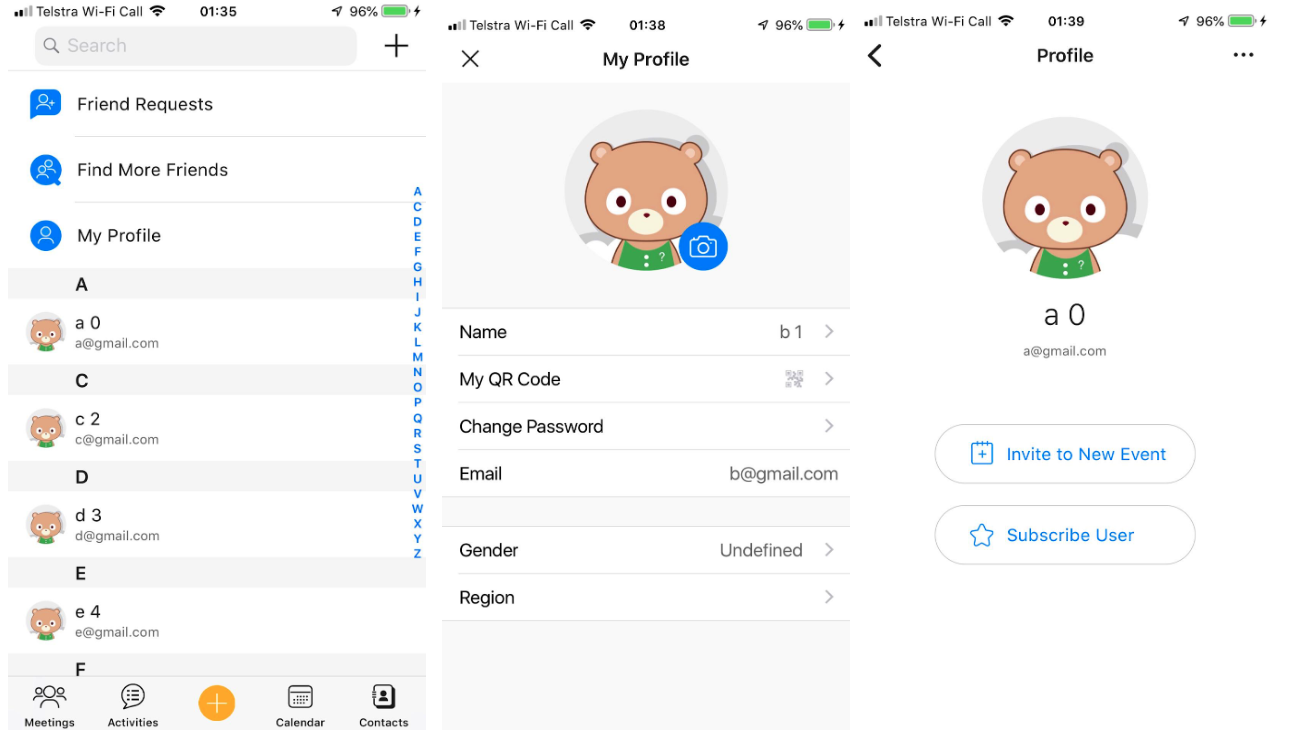 Telstra Wi-Fi Call 01:35 96%
Search
Friend Requests
Find More Friends
My Profile
A
a 0
a@gmail.com
C
c 2
c@gmail.com
D
d 3
d@gmail.com
E
e 4
e@gmail.com
F
A
C
D
E
F
G
H
I
J
K
L
M
N
O
P
Q
R
S
T
U
V
W
X
Y
Z
Meetings Activities Calendar Contacts
Telstra Wi-Fi Call 01:38 96%
My Profile
?
Name b 1
My QR Code
Change Password
Email b@gmail.com
Gender Undefined
Region
Telstra Wi-Fi Call 01:39 96%
Profile
?
a 0
a@gmail.com
Invite to New Event
Subscribe User